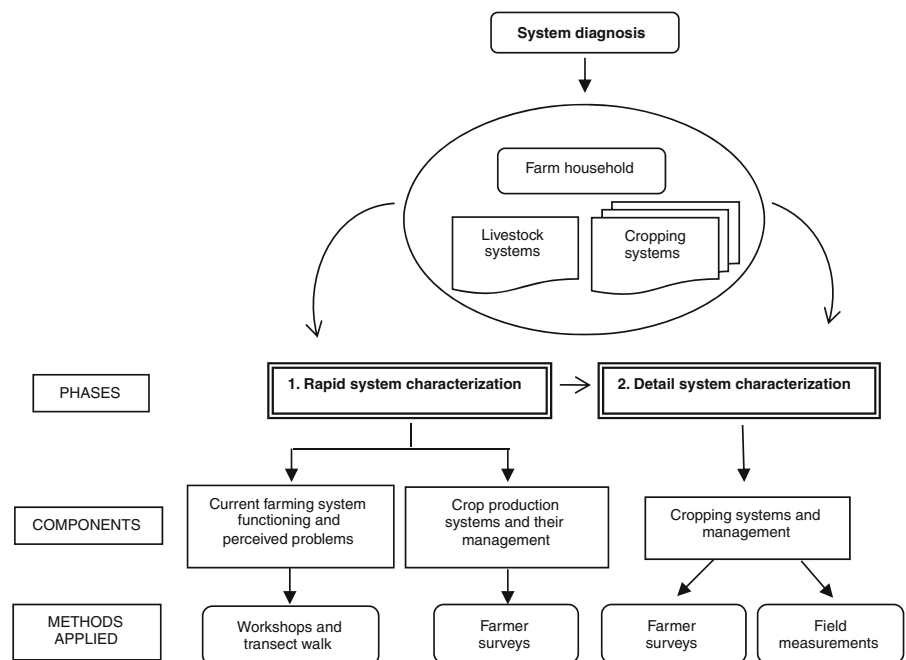 System diagnosis
Farm household
Livestock
systems
Cropping
systems
PHASES
1. Rapid system characterization
2. Detail system characterization
COMPONENTS
Current farming system
functioning and
perceived problems
Crop production
systems and their
management
Cropping systems and
management
METHODS
APPLIED
Workshops and
transect walk
Farmer
surveys
Farmer
surveys
Field
measurements